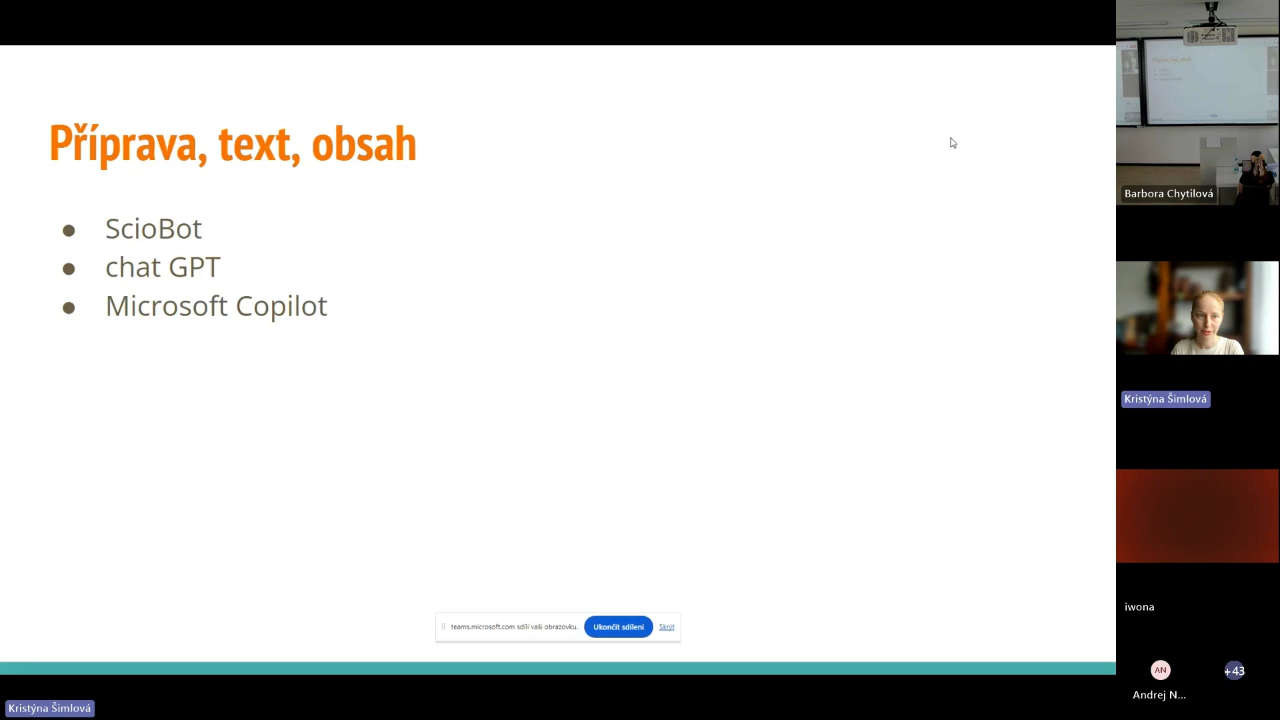 Příprava, text, obsah
● ScioBot
● chat GPT
● Microsoft Copilot
teams.microsoft.com sdílí vaši obrazovku.
Ukončit sdílení
Skrýt
Kristýna Šimlová
Barbora Chytilová
Kristýna Šimlová
iwona
AN
+43
Andrej N...